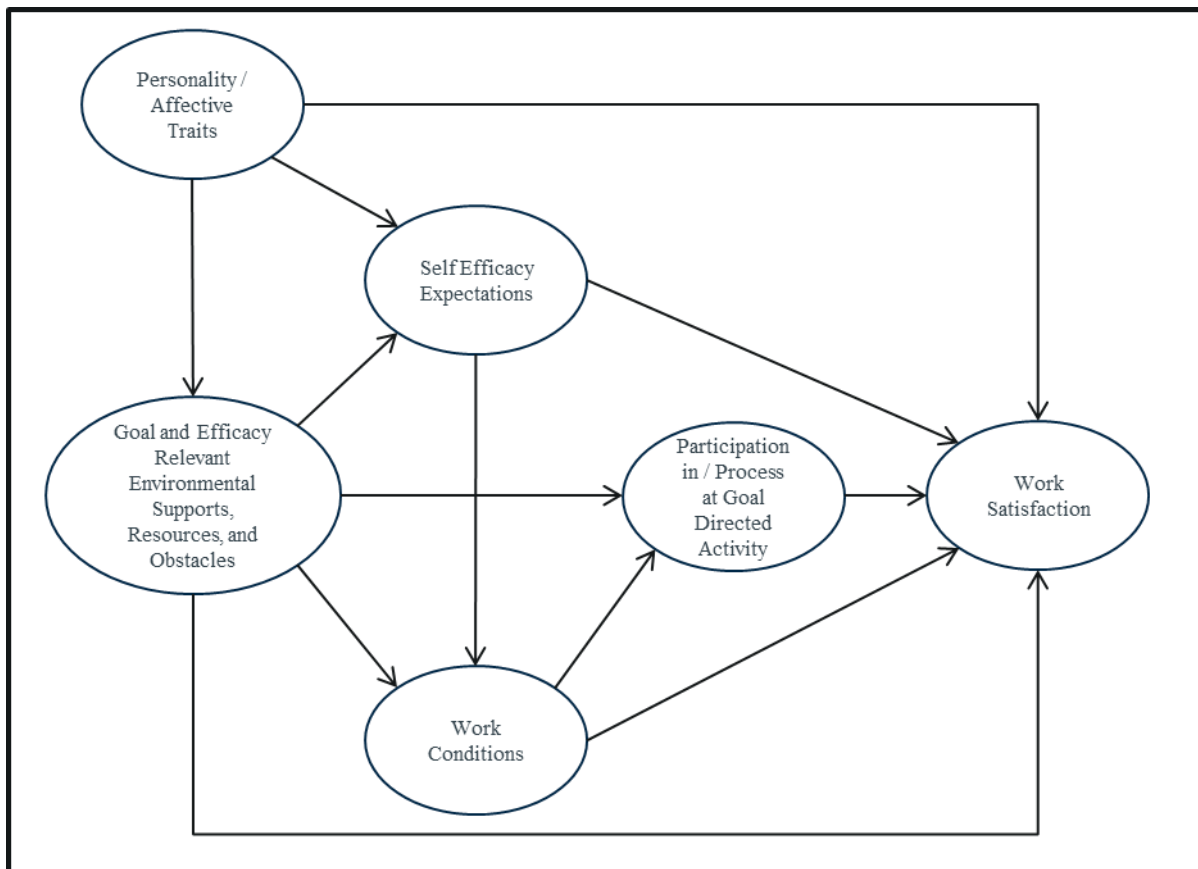 Personality /
Affective
Traits
Self Efficacy
Expectations
Goal and Efficacy
Relevant
Environmental
Supports,
Resources, and
Obstacles
Participation
in / Process
at Goal
Directed
Activity
Work
Satisfaction
Work
Conditions